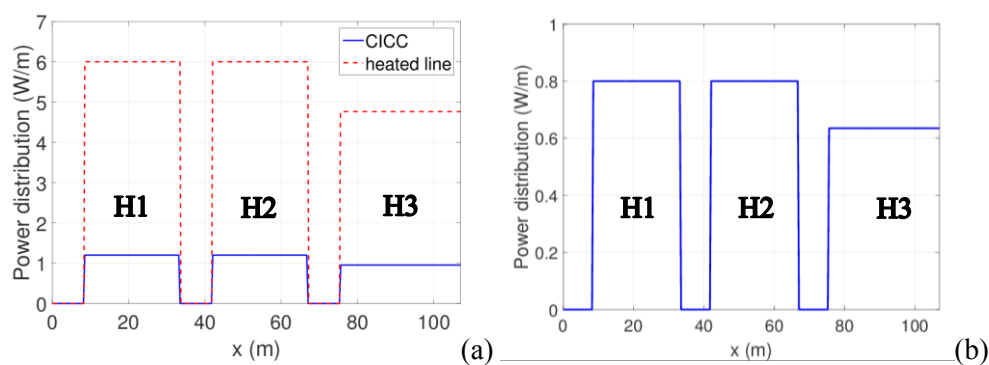 7
6
5
4
3
2
1
0
Power distribution (W/m)
CICC
heated line
H1
H2
H3
0 20 40 60 80 100
x (m)
(a)
1
0.8
0.6
0.4
0.2
0
Power distribution (W/m)
H1
H2
H3
0 20 40 60 80 100
x (m)
(b)